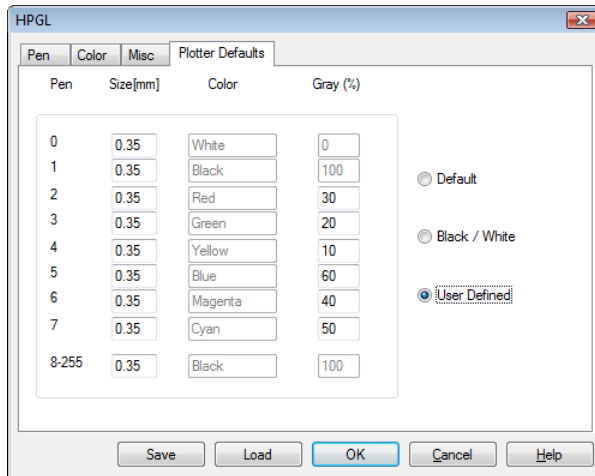 HPGL
Pen Color Misc Plotter Defaults
Pen Size[mm] Color Gray (%)
0 0.35 White 0
1 0.35 Black 100
2 0.35 Red 30
3 0.35 Green 20
4 0.35 Yellow 10
5 0.35 Blue 60
6 0.35 Magenta 40
7 0.35 Cyan 50
8-255 0.35 Black 100
Default
Black / White
User Defined
Save Load OK Cancel Help